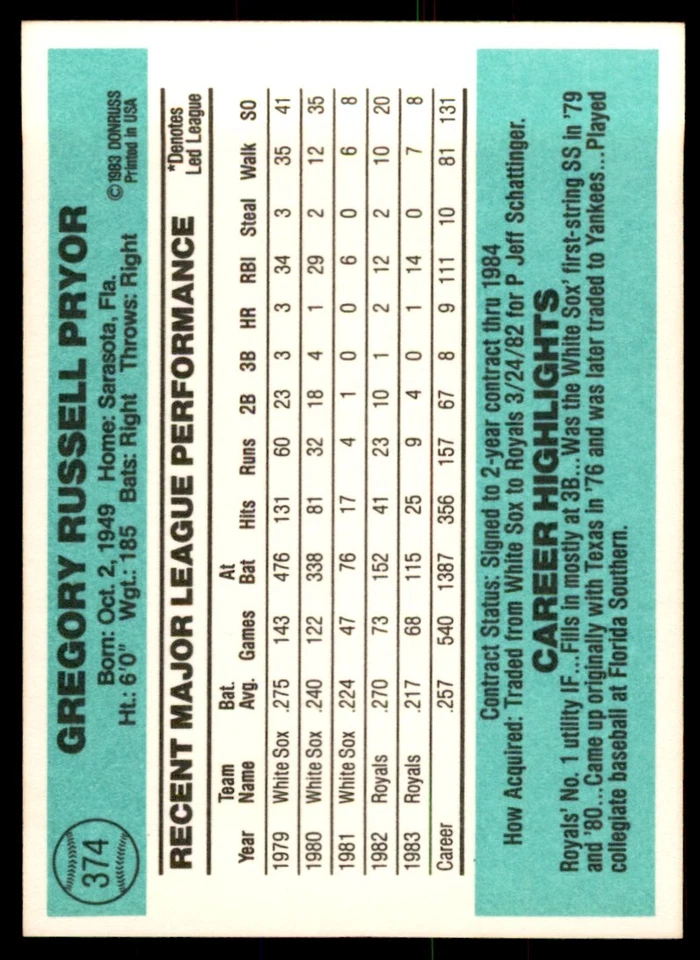 374
GREGORY RUSSELL PRYOR
Born: Oct. 2, 1949 Home: Sarasota, Fla.
Ht.: 6'0" Wgt.: 185 Bats: Right Throws: Right
©1983 DONRUSS
Printed in USA
RECENT MAJOR LEAGUE PERFORMANCE
*Denotes
Led League
Year Team Name Bat. Avg. Games At Bat Hits Runs 2B 3B HR RBI Steal Walk SO
1979 White Sox .275 143 476 131 60 23 3 3 34 3 35 41
1980 White Sox .240 122 338 81 32 18 4 1 29 2 12 35
1981 White Sox .224 47 76 17 4 1 0 0 6 0 6 8
1982 Royals .270 73 152 41 23 10 1 2 12 2 10 20
1983 Royals .217 68 115 25 9 4 0 1 14 0 7 8
Career .257 540 1387 356 157 67 8 9 111 10 81 131
Contract Status: Signed to 2-year contract thru 1984
How Acquired: Traded from White Sox to Royals 3/24/82 for P Jeff Schattinger.
CAREER HIGHLIGHTS
Royals' No. 1 utility IF...Fills in mostly at 3B...Was the White Sox' first-string SS in '79
and '80...Came up originally with Texas in '76 and was later traded to Yankees...Played
collegiate baseball at Florida Southern.